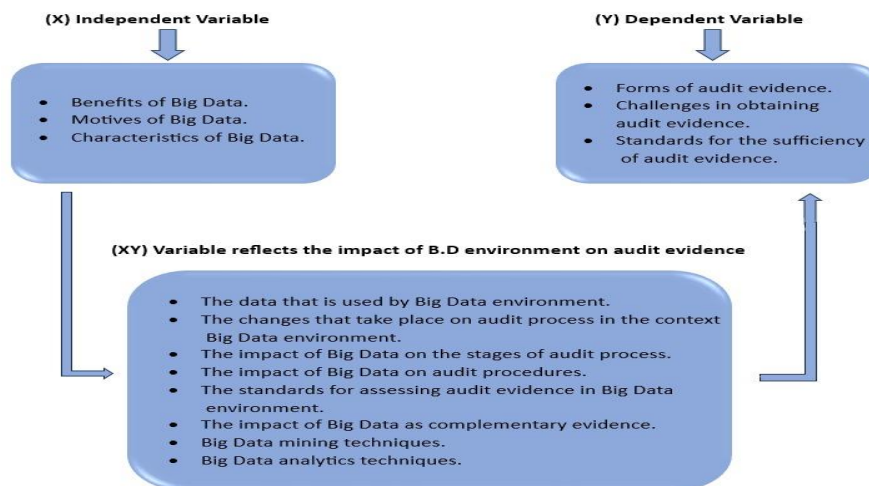 (X) Independent Variable
(Y) Dependent Variable
• Benefits of Big Data.
• Motives of Big Data.
• Characteristics of Big Data.
• Forms of audit evidence.
• Challenges in obtaining
audit evidence.
• Standards for the sufficiency
of audit evidence.
(XY) Variable reflects the impact of B.D environment on audit evidence
• The data that is used by Big Data environment.
• The changes that take place on audit process in the context
Big Data environment.
• The impact of Big Data on the stages of audit process.
• The impact of Big Data on audit procedures.
• The standards for assessing audit evidence in Big Data
environment.
• The impact of Big Data as complementary evidence.
• Big Data mining techniques.
• Big Data analytics techniques.